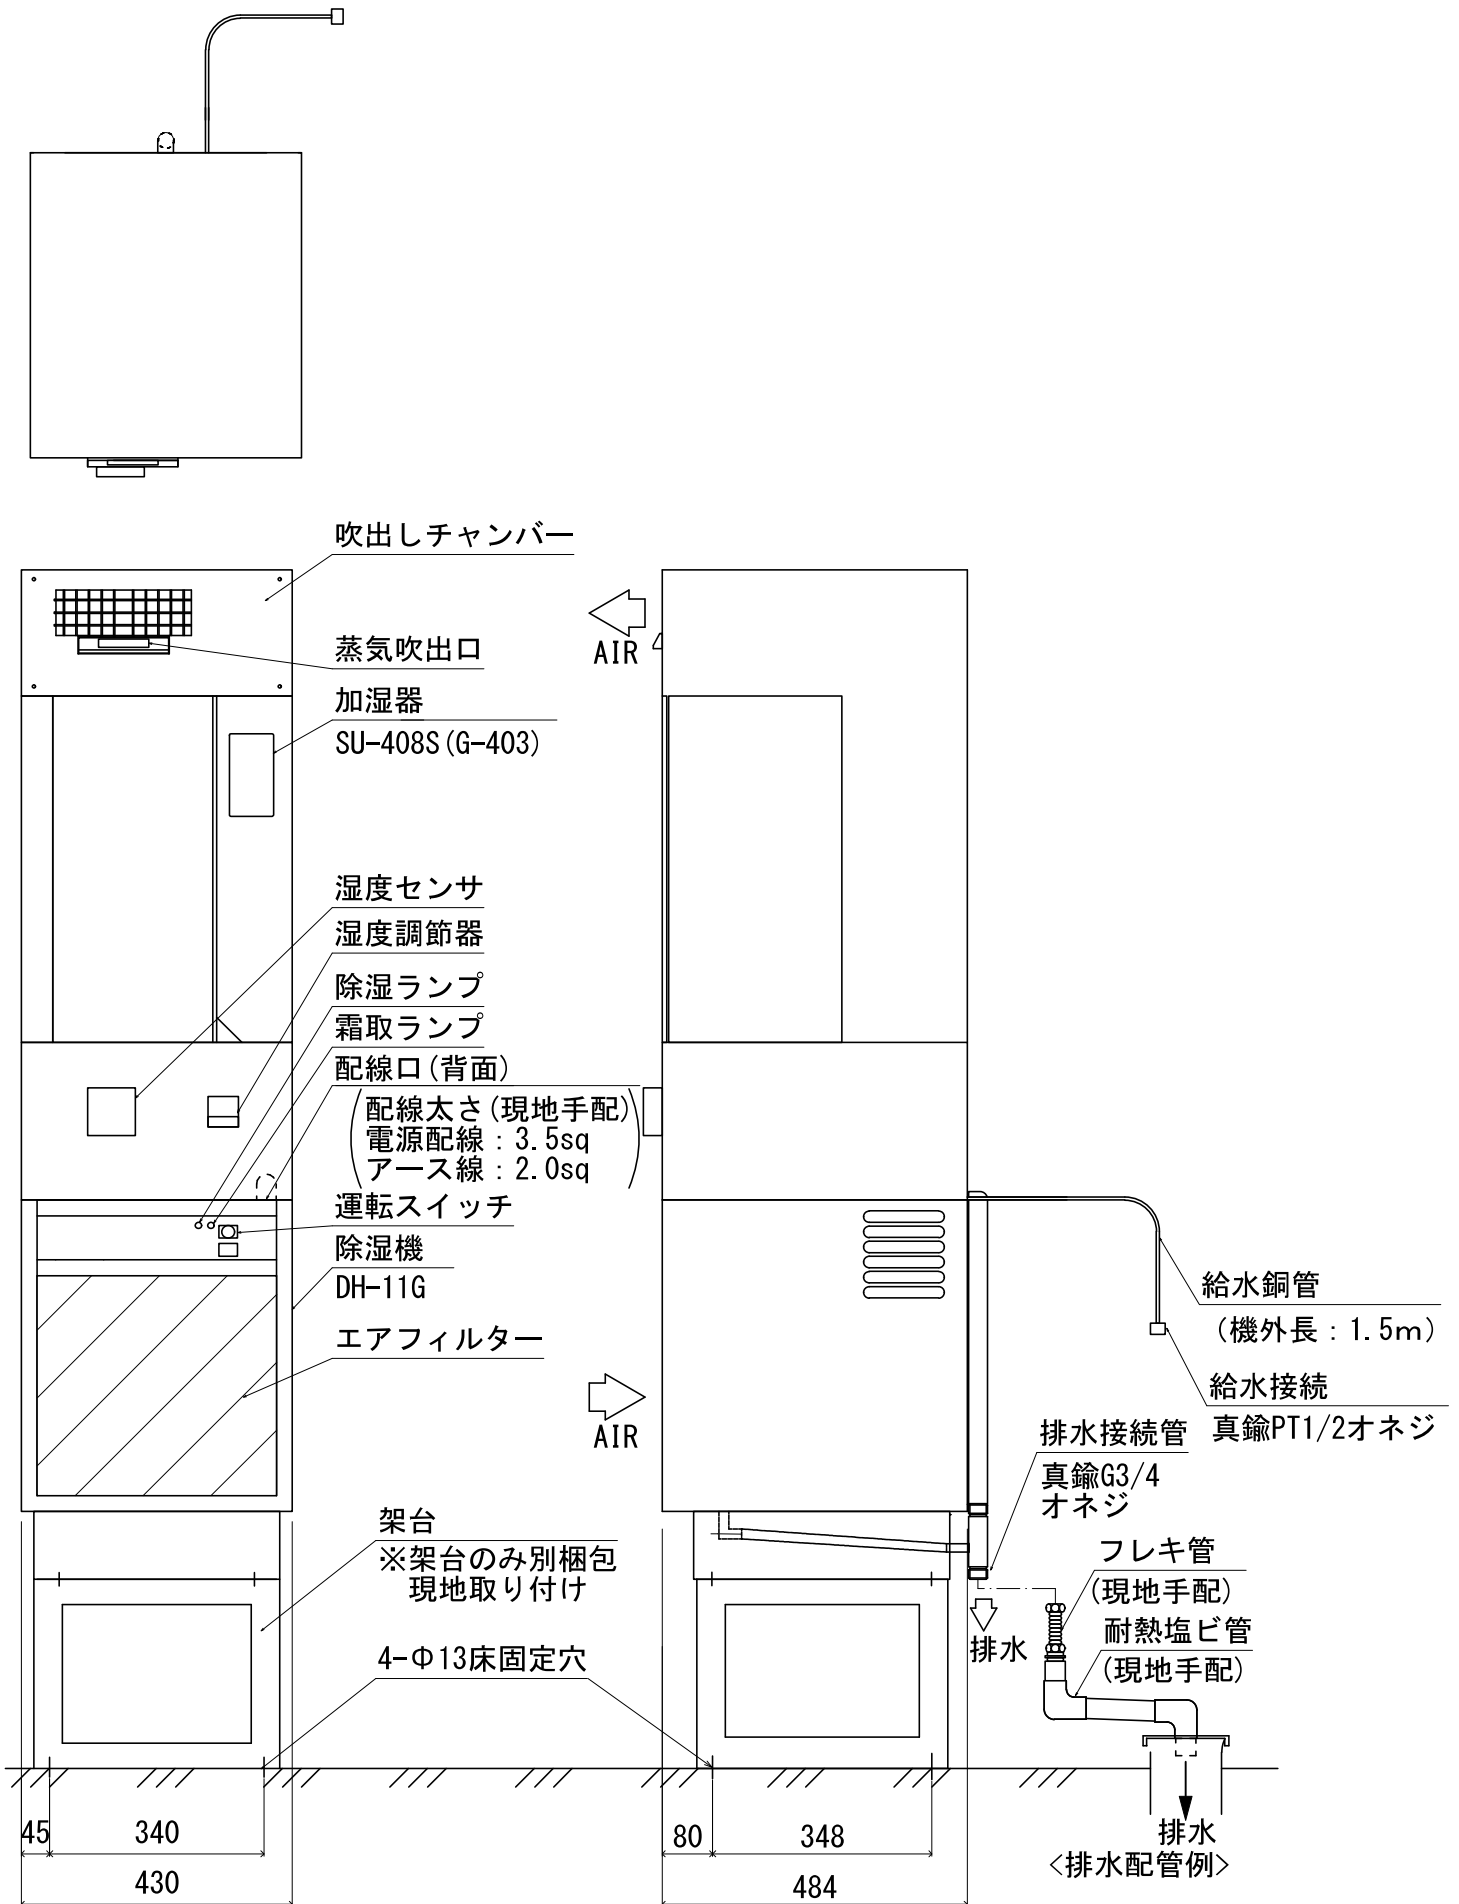 吹出しチャンバー
AIR
蒸気吹出口
加湿器
SU-408S(G-403)
湿度センサ
湿度調節器
除湿ランプ
霜取ランプ
配線口(背面)
配線太さ(現地手配)
電源配線：3.5sq
アース線：2.0sq
運転スイッチ
除湿機
DH-11G
エアフィルター
AIR
給水銅管
(機外長：1.5m)
給水接続
真鍮PT1/2オネジ
排水接続管
真鍮G3/4
オネジ
架台
※架台のみ別梱包
現地取り付け
フレキ管
(現地手配)
排水
耐熱塩ビ管
(現地手配)
4-Φ13床固定穴
45
340
430
80
348
484
排水
<排水配管例>